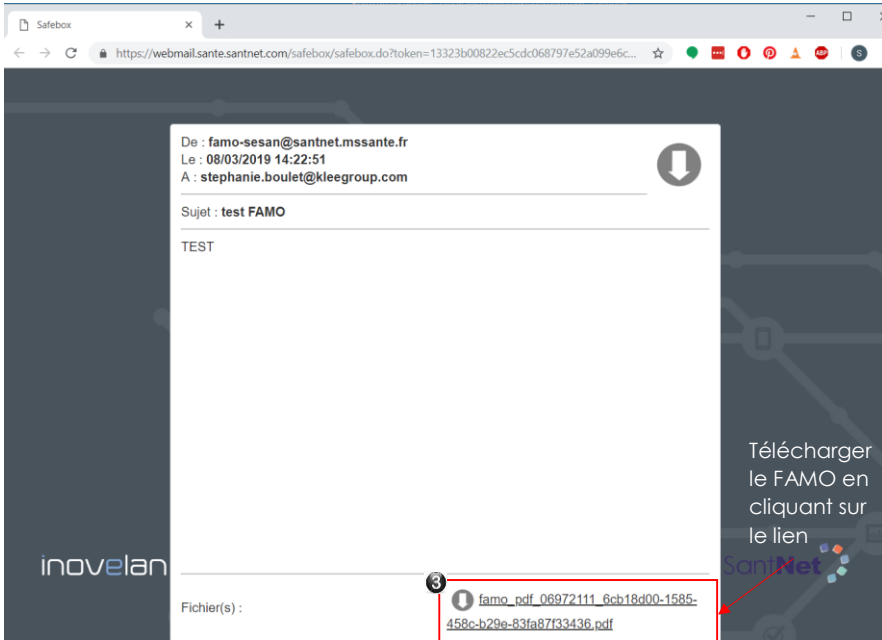 Safebox
https://webmail.sante.santnet.com/safebox/safebox.do?token=13323b00822ec5cdc068797e52a099e6c...
ABP
S
De : famo-sesan@santnet.mssante.fr
Le : 08/03/2019 14:22:51
A : stephanie.boulet@kleegroup.com
Sujet : test FAMO
TEST
Télécharger
le FAMO en
cliquant sur
le lien
inovelan
SantNet
3
Fichier(s) :
famo_pdf_06972111_6cb18d00-1585-
458c-b29e-83fa87f33436.pdf